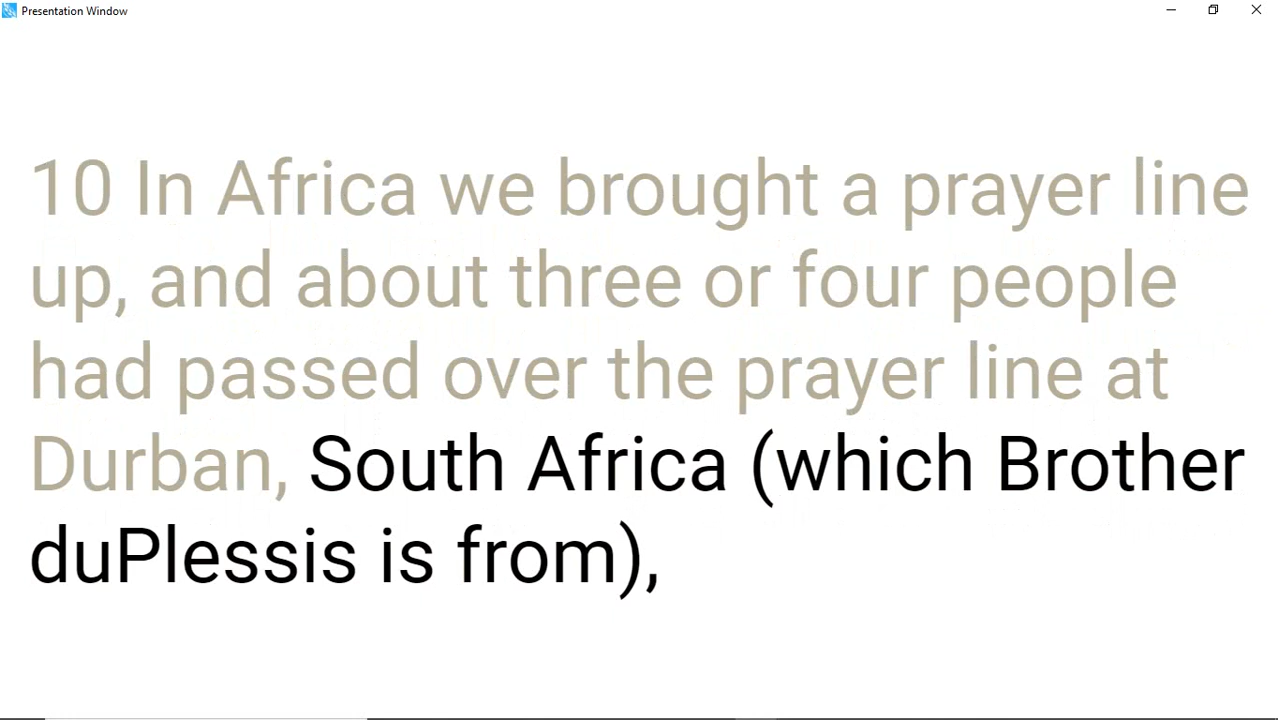 Presentation Window
10 In Africa we brought a prayer line
up, and about three or four people
had passed over the prayer line at
Durban, South Africa (which Brother
duPlessis is from),